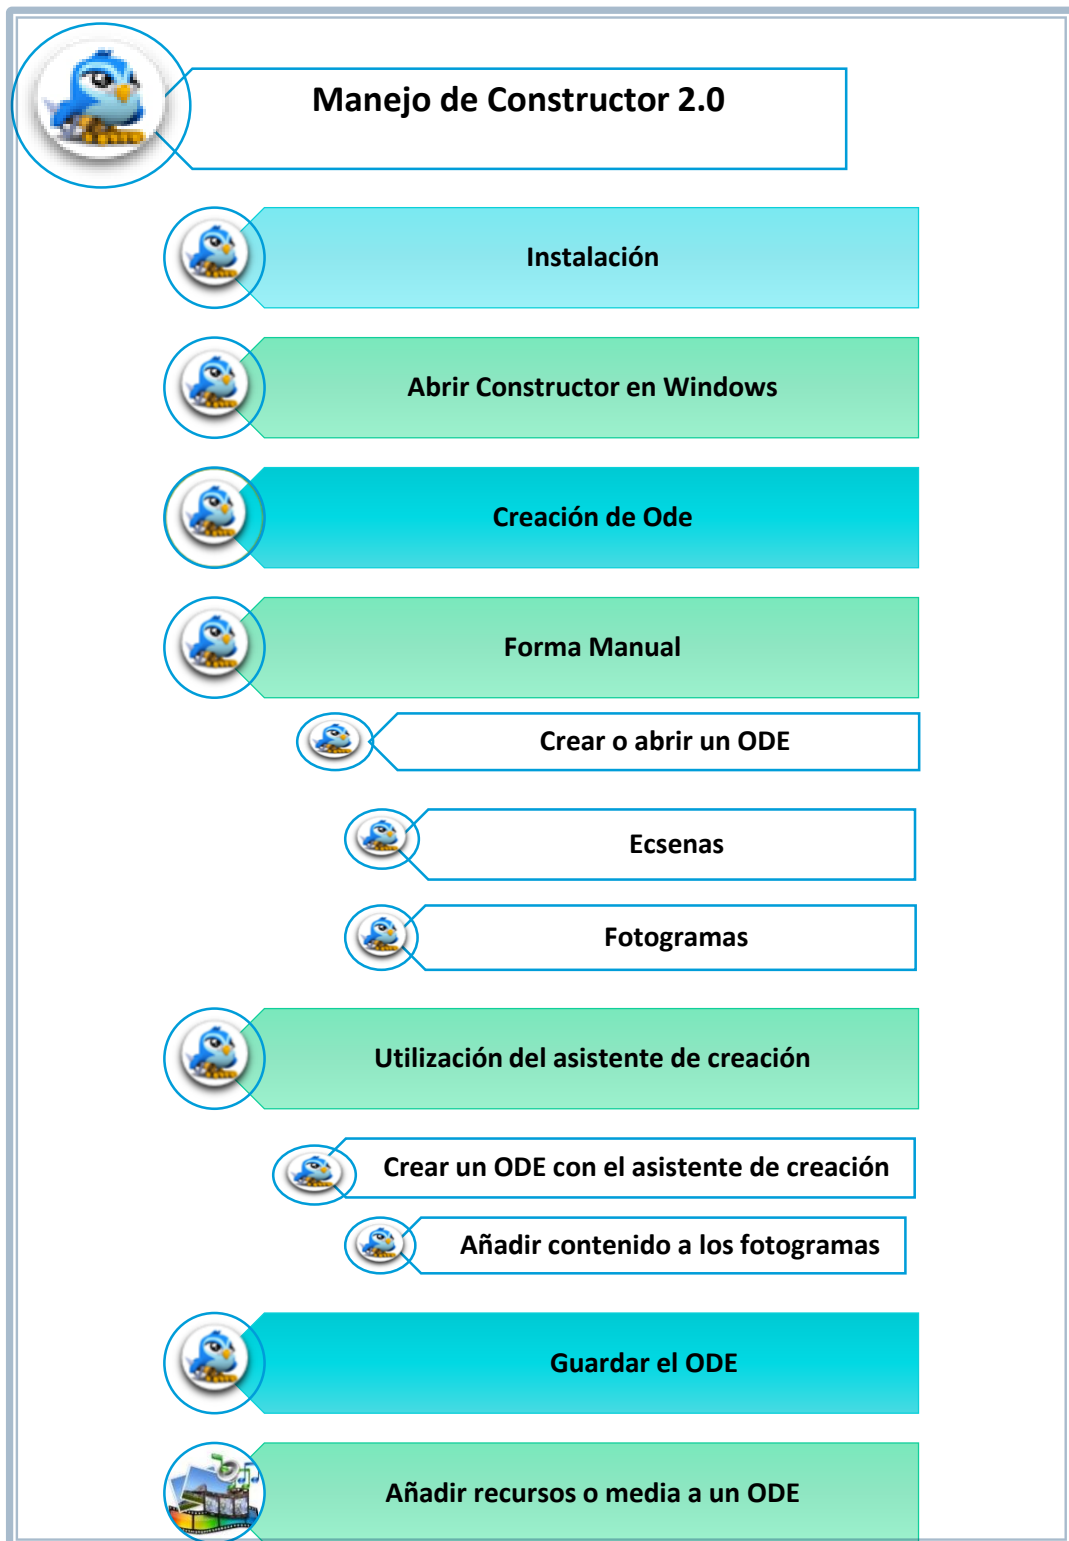 Manejo de Constructor 2.0
Instalación
Abrir Constructor en Windows
Creación de Ode
Forma Manual
Crear o abrir un ODE
Ecsenas
Fotogramas
Utilización del asistente de creación
Crear un ODE con el asistente de creación
Añadir contenido a los fotogramas
Guardar el ODE
Añadir recursos o media a un ODE